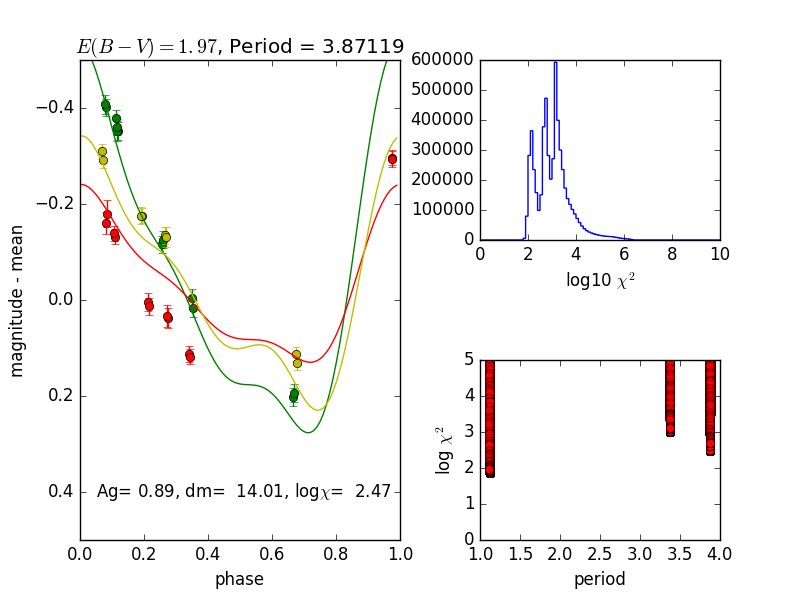 E(B − V) = 1.97, Period = 3.87119
−0.4
−0.2
0.0
0.2
0.4
magnitude - mean
Ag= 0.89, dm=  14.01, logχ=  2.47
0.0 0.2 0.4 0.6 0.8 1.0
phase
600000
500000
400000
300000
200000
100000
0
0 2 4 6 8 10
log10 χ²
5
4
3
2
1
0
log χ²
1.0 1.5 2.0 2.5 3.0 3.5 4.0
period